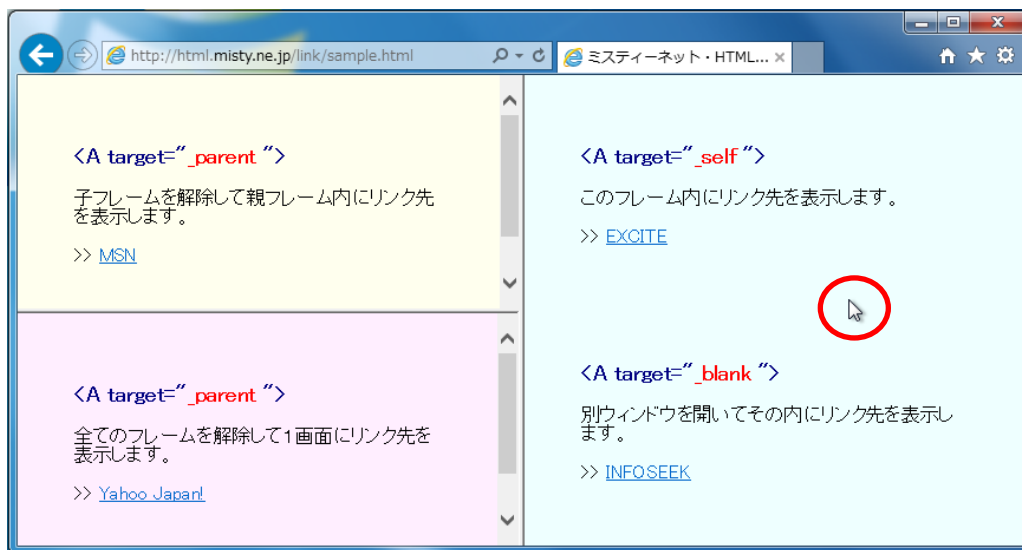 http://html.misty.ne.jp/link/sample.html
ミスティーネット・HTML...
<A target="_parent ">
子フレームを解除して親フレーム内にリンク先
を表示します。
>> MSN
<A target="_parent ">
全てのフレームを解除して1画面にリンク先を
表示します。
>> Yahoo Japan!
<A target="_self ">
このフレーム内にリンク先を表示します。
>> EXCITE
<A target="_blank ">
別ウィンドウを開いてその内にリンク先を表示し
ます。
>> INFOSEEK